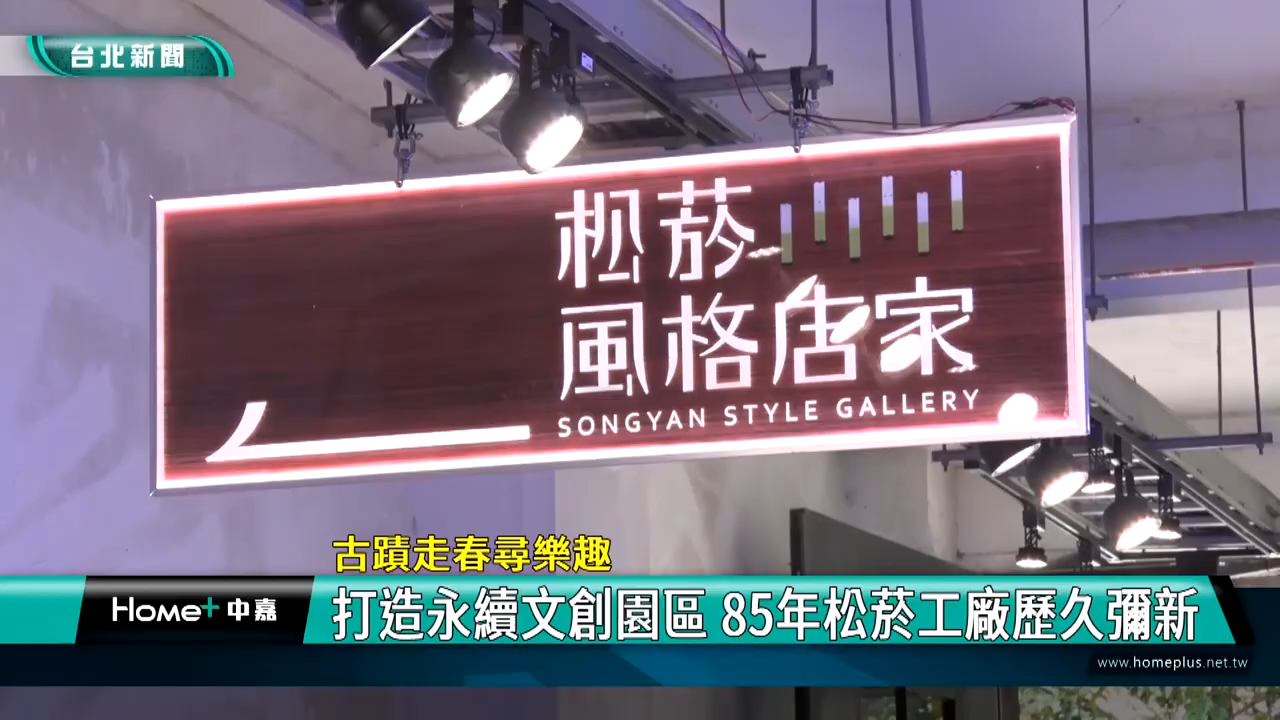 台北新聞
松菸
風格店家
SONGYAN STYLE GALLERY
古蹟走春尋樂趣
Home+ 中嘉
打造永續文創園區 85年松菸工廠歷久彌新
www.homeplus.net.tw